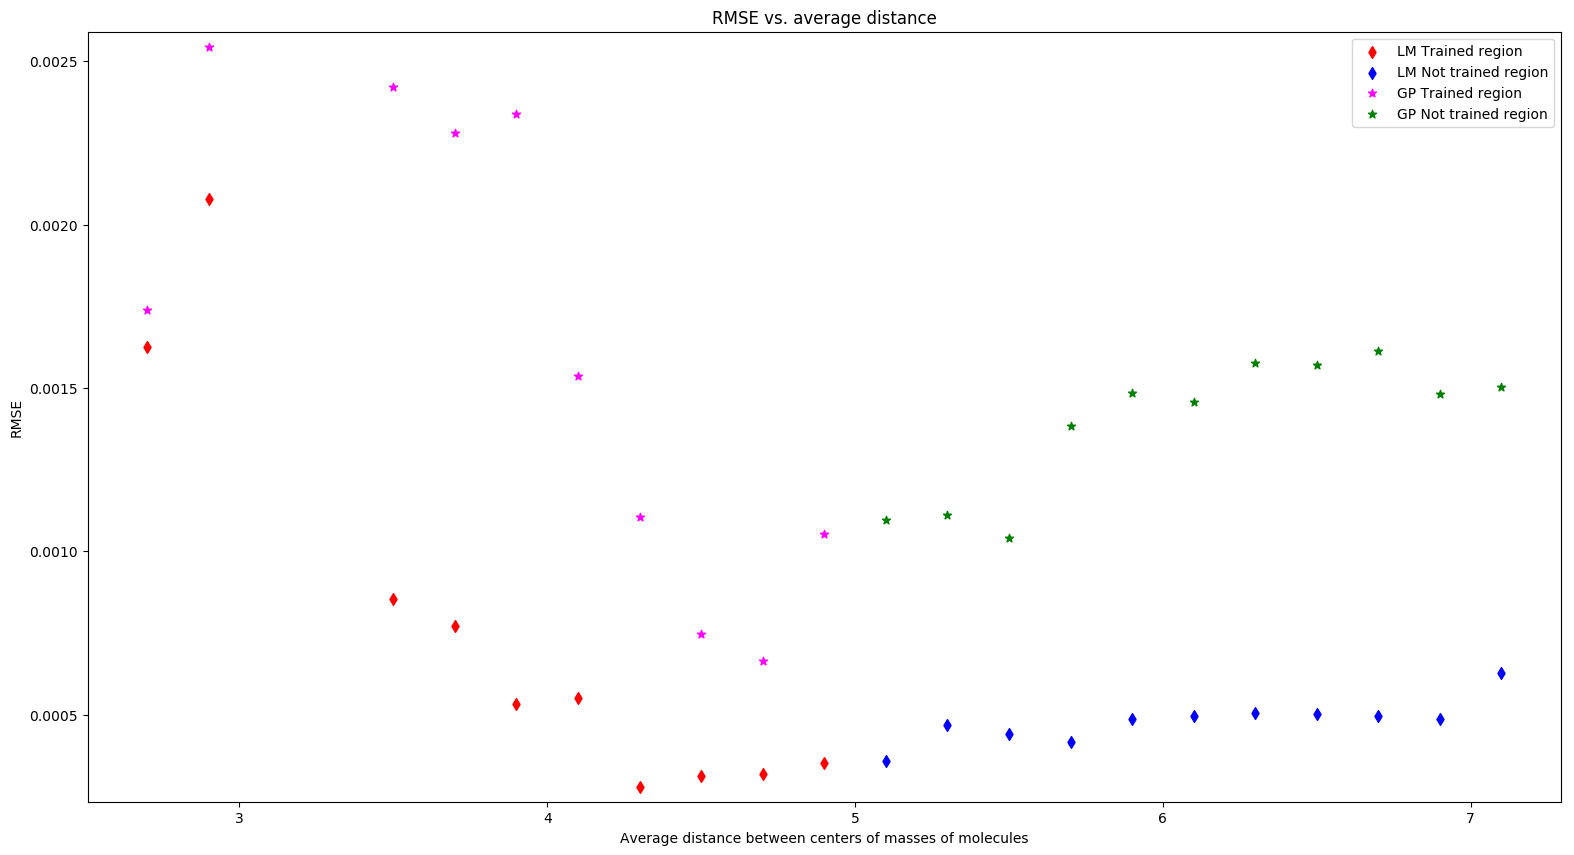 RMSE vs. average distance
LM Trained region
LM Not trained region
GP Trained region
GP Not trained region
RMSE
0.0025
0.0020
0.0015
0.0010
0.0005
3 4 5 6 7
Average distance between centers of masses of molecules